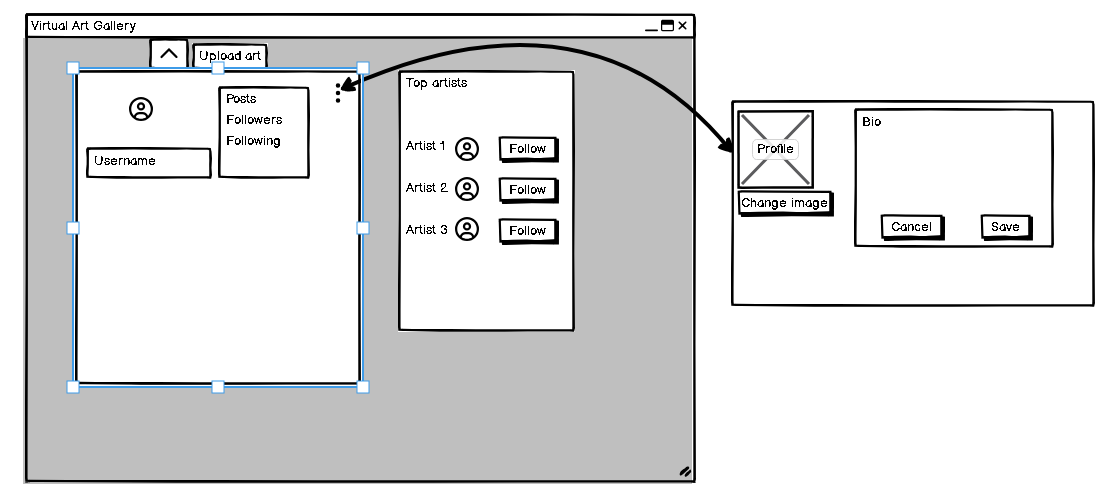 Virtual Art Gallery
Upload art
Posts
Followers
Following
Username
Top artists
Artist 1 Follow
Artist 2 Follow
Artist 3 Follow
Profile
Change image
Bio
Cancel Save